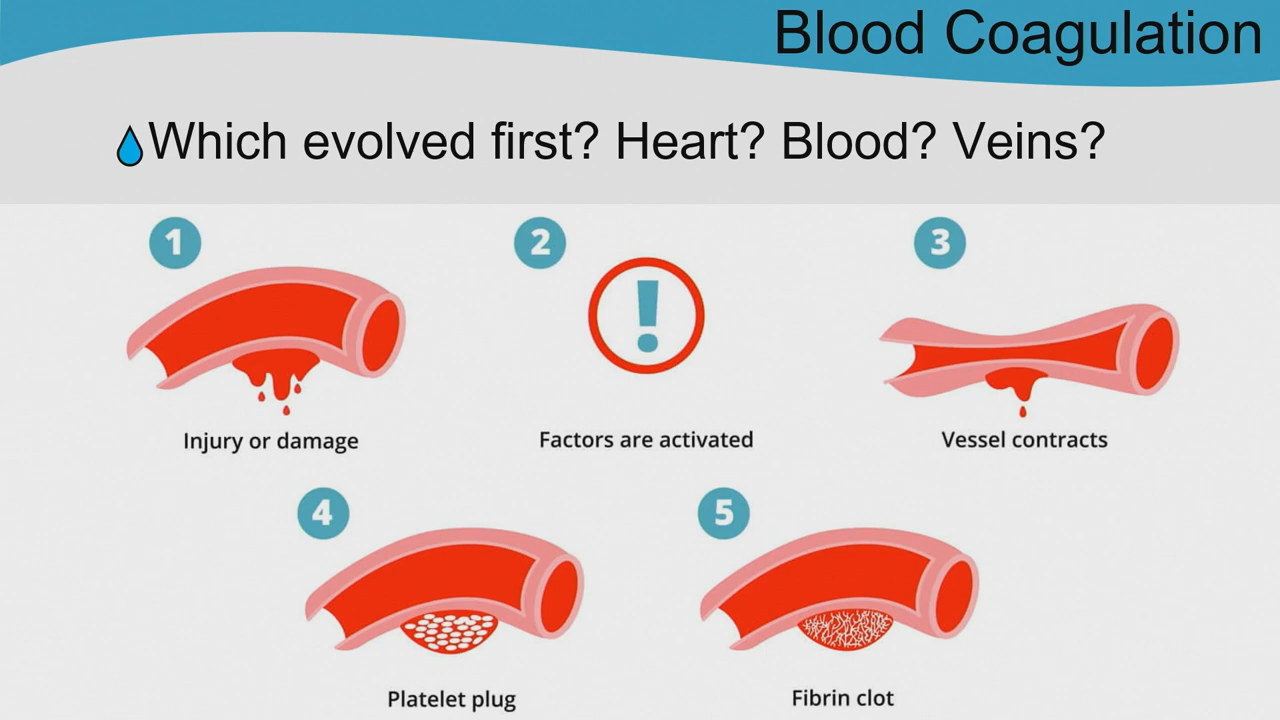 Blood Coagulation
Which evolved first? Heart? Blood? Veins?
1
2
3
!
Injury or damage
Factors are activated
Vessel contracts
4
5
Platelet plug
Fibrin clot